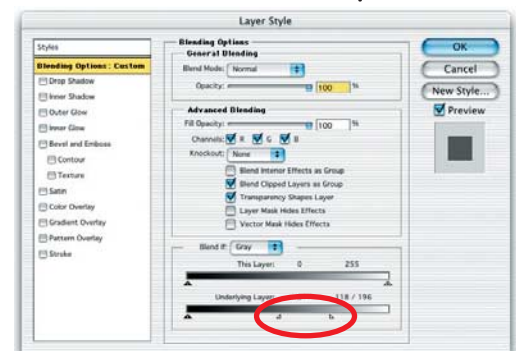 Layer Style
Styles
Blending Options: Custom
Drop Shadow
Inner Shadow
Outer Glow
Inner Glow
Bevel and Emboss
Contour
Texture
Satin
Color Overlay
Gradient Overlay
Pattern Overlay
Stroke
Blending Options
General Blending
Blend Mode: Normal
Opacity: 100 %
Advanced Blending
Fill Opacity: 100 %
Channels: R G B
Knockout: None
Blend Interior Effects as Group
Blend Clipped Layers as Group
Transparency Shapes Layer
Layer Mask Hides Effects
Vector Mask Hides Effects
Blend If: Gray
This Layer: 0 255
Underlying Layer: 118 / 196
OK
Cancel
New Style...
Preview